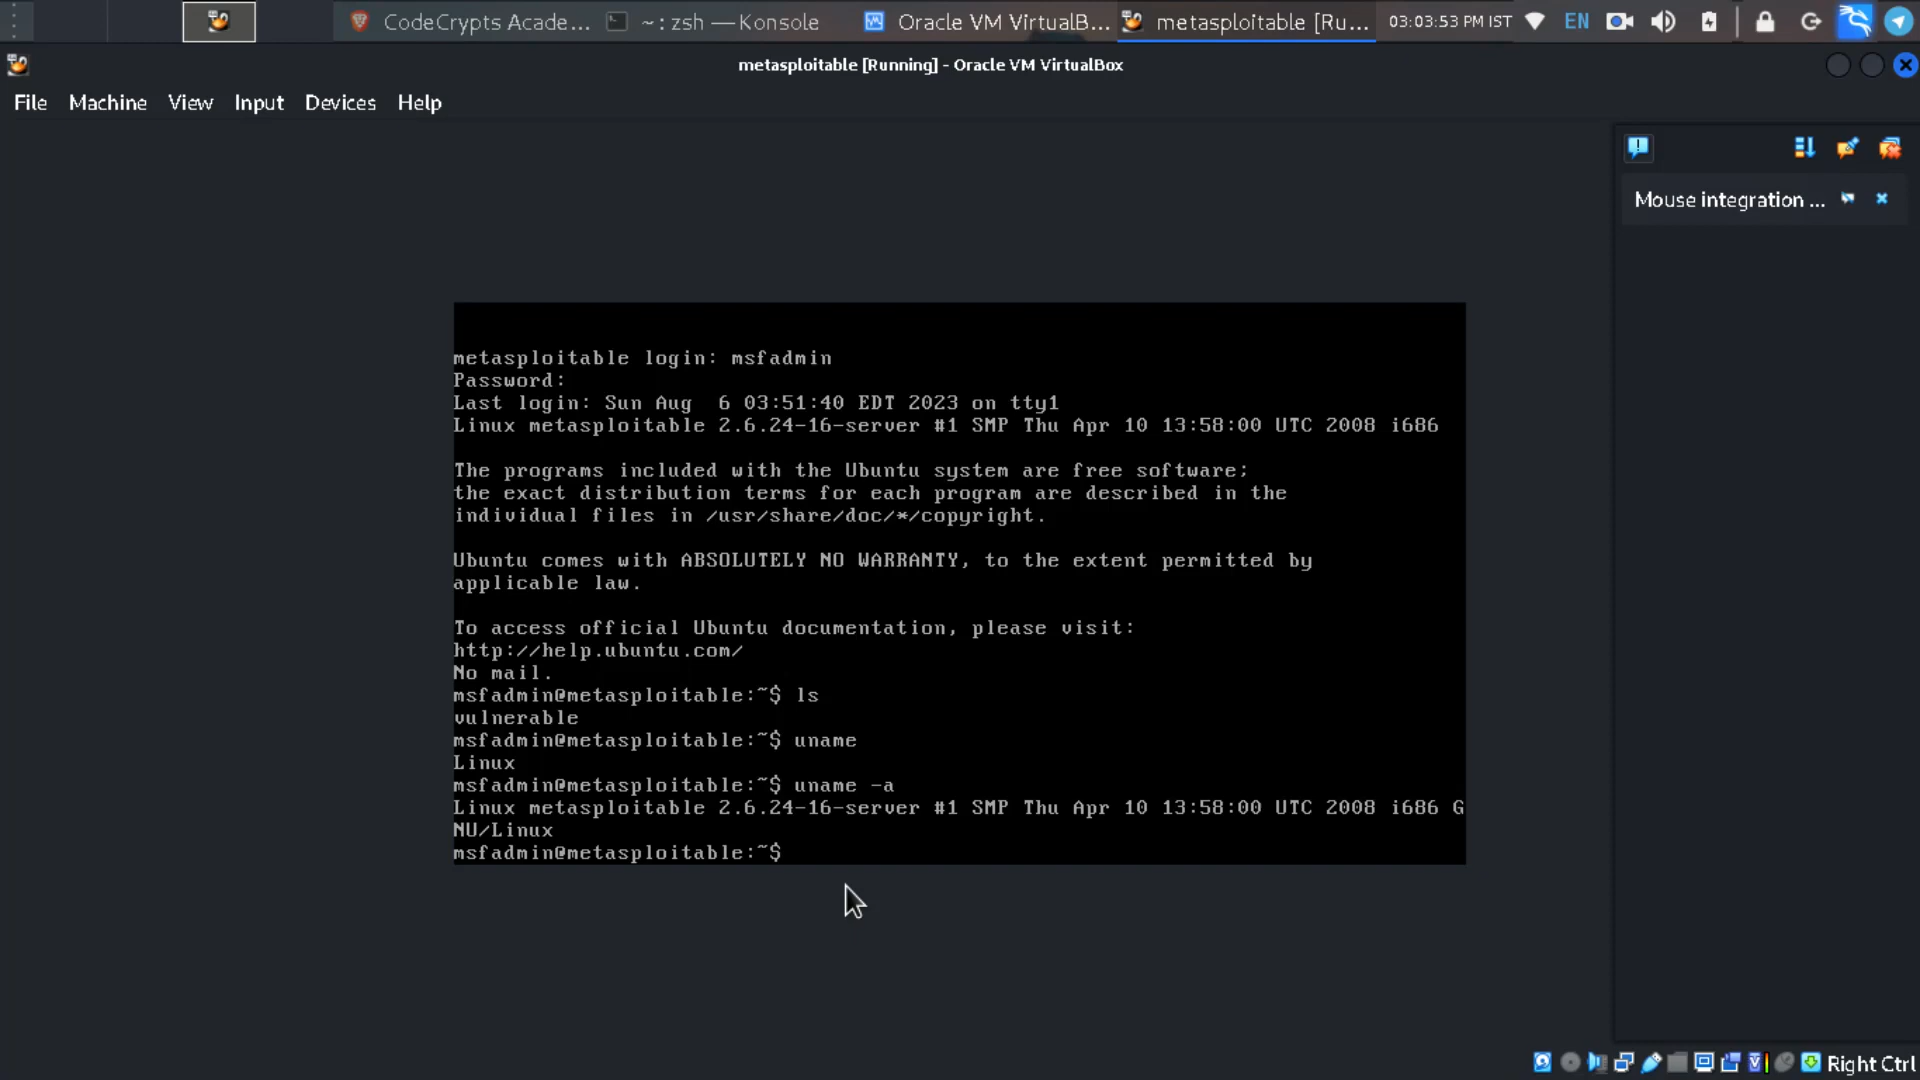 CodeCrypts Acade...
~ : zsh — Konsole
Oracle VM VirtualB...
metasploitable [Ru...
03:03:53 PM IST
EN
metasploitable [Running] - Oracle VM VirtualBox
File Machine View Input Devices Help
Mouse integration ...
metasploitable login: msfadmin
Password:
Last login: Sun Aug  6 03:51:40 EDT 2023 on tty1
Linux metasploitable 2.6.24-16-server #1 SMP Thu Apr 10 13:58:00 UTC 2008 i686
The programs included with the Ubuntu system are free software;
the exact distribution terms for each program are described in the
individual files in /usr/share/doc/*/copyright.
Ubuntu comes with ABSOLUTELY NO WARRANTY, to the extent permitted by
applicable law.
To access official Ubuntu documentation, please visit:
http://help.ubuntu.com/
No mail.
msfadmin@metasploitable:~$ ls
vulnerable
msfadmin@metasploitable:~$ uname
Linux
msfadmin@metasploitable:~$ uname -a
Linux metasploitable 2.6.24-16-server #1 SMP Thu Apr 10 13:58:00 UTC 2008 i686 G
NU/Linux
msfadmin@metasploitable:~$
Right Ctrl